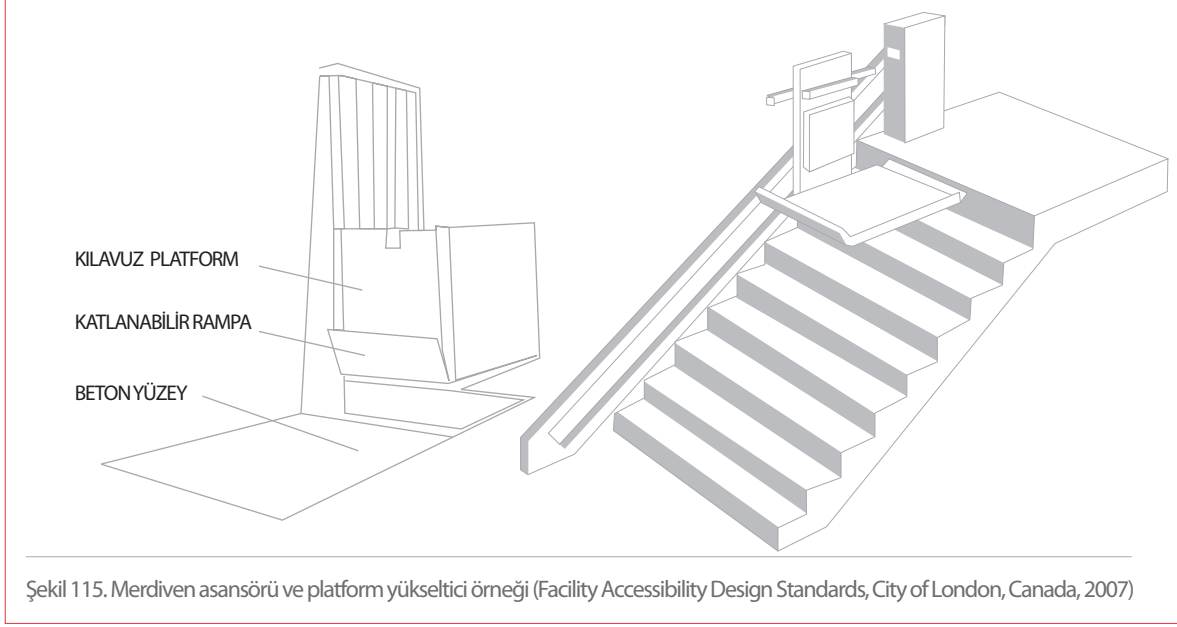 KILAVUZ PLATFORM
KATLANABİLİR RAMPA
BETON YÜZEY
Şekil 115. Merdiven asansörü ve platform yükseltici örneği (Facility Accessibility Design Standards, City of London, Canada, 2007)